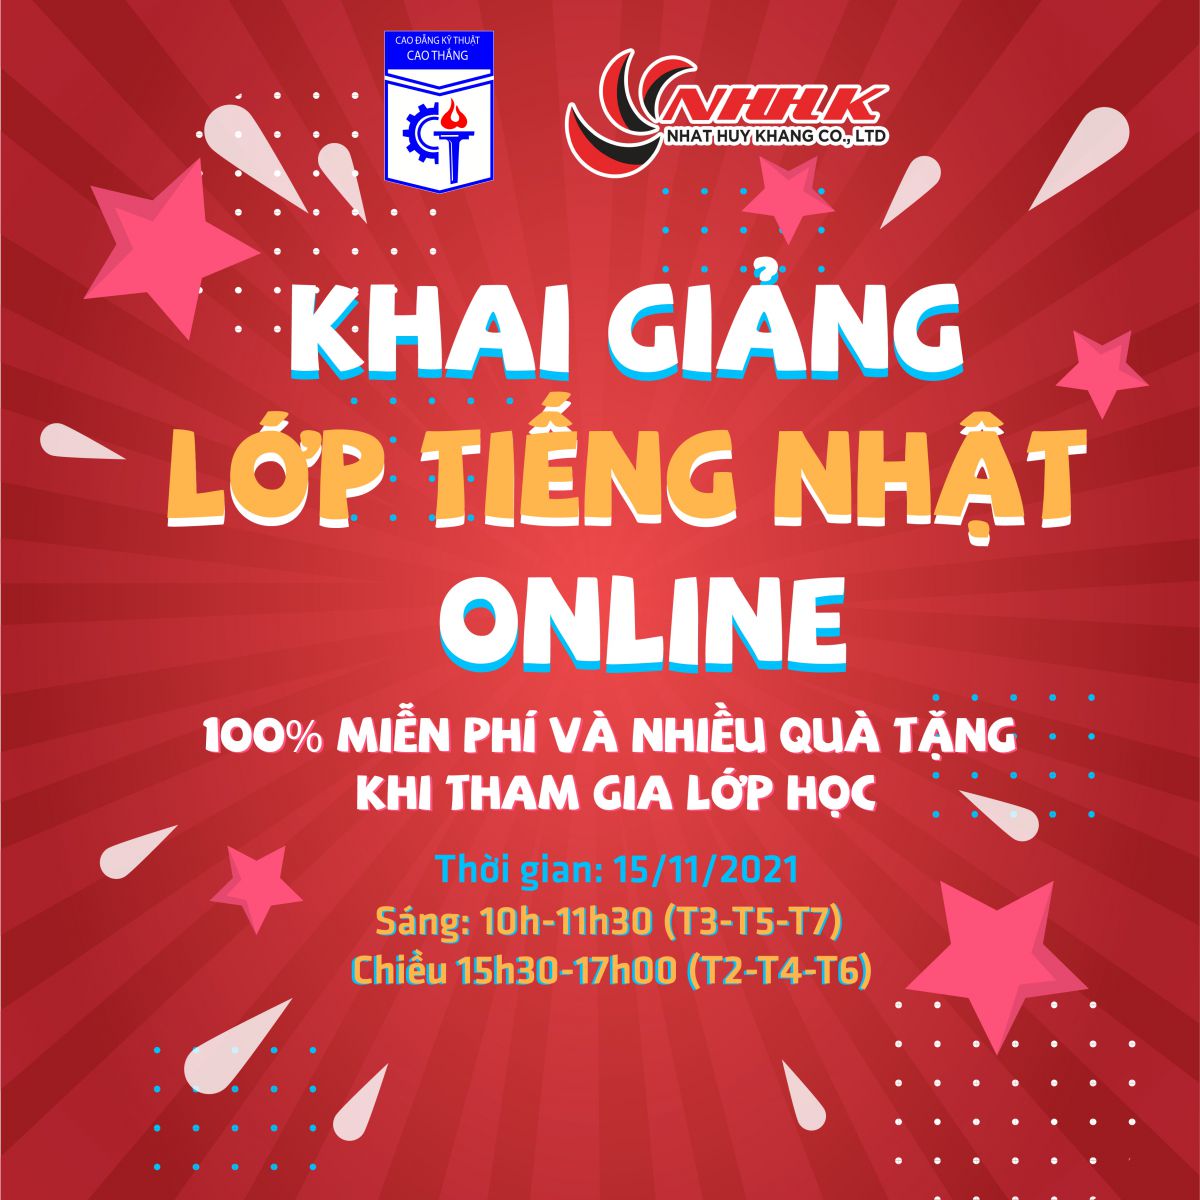 CAO ĐẲNG KỸ THUẬT
CAO THẮNG
NHHK
NHAT HUY KHANG CO., LTD
KHAI GIẢNG
LỚP TIẾNG NHẬT
ONLINE
100% MIỄN PHÍ VÀ NHIỀU QUÀ TẶNG
KHI THAM GIA LỚP HỌC
Thời gian: 15/11/2021
Sáng: 10h-11h30 (T3-T5-T7)
Chiều 15h30-17h00 (T2-T4-T6)